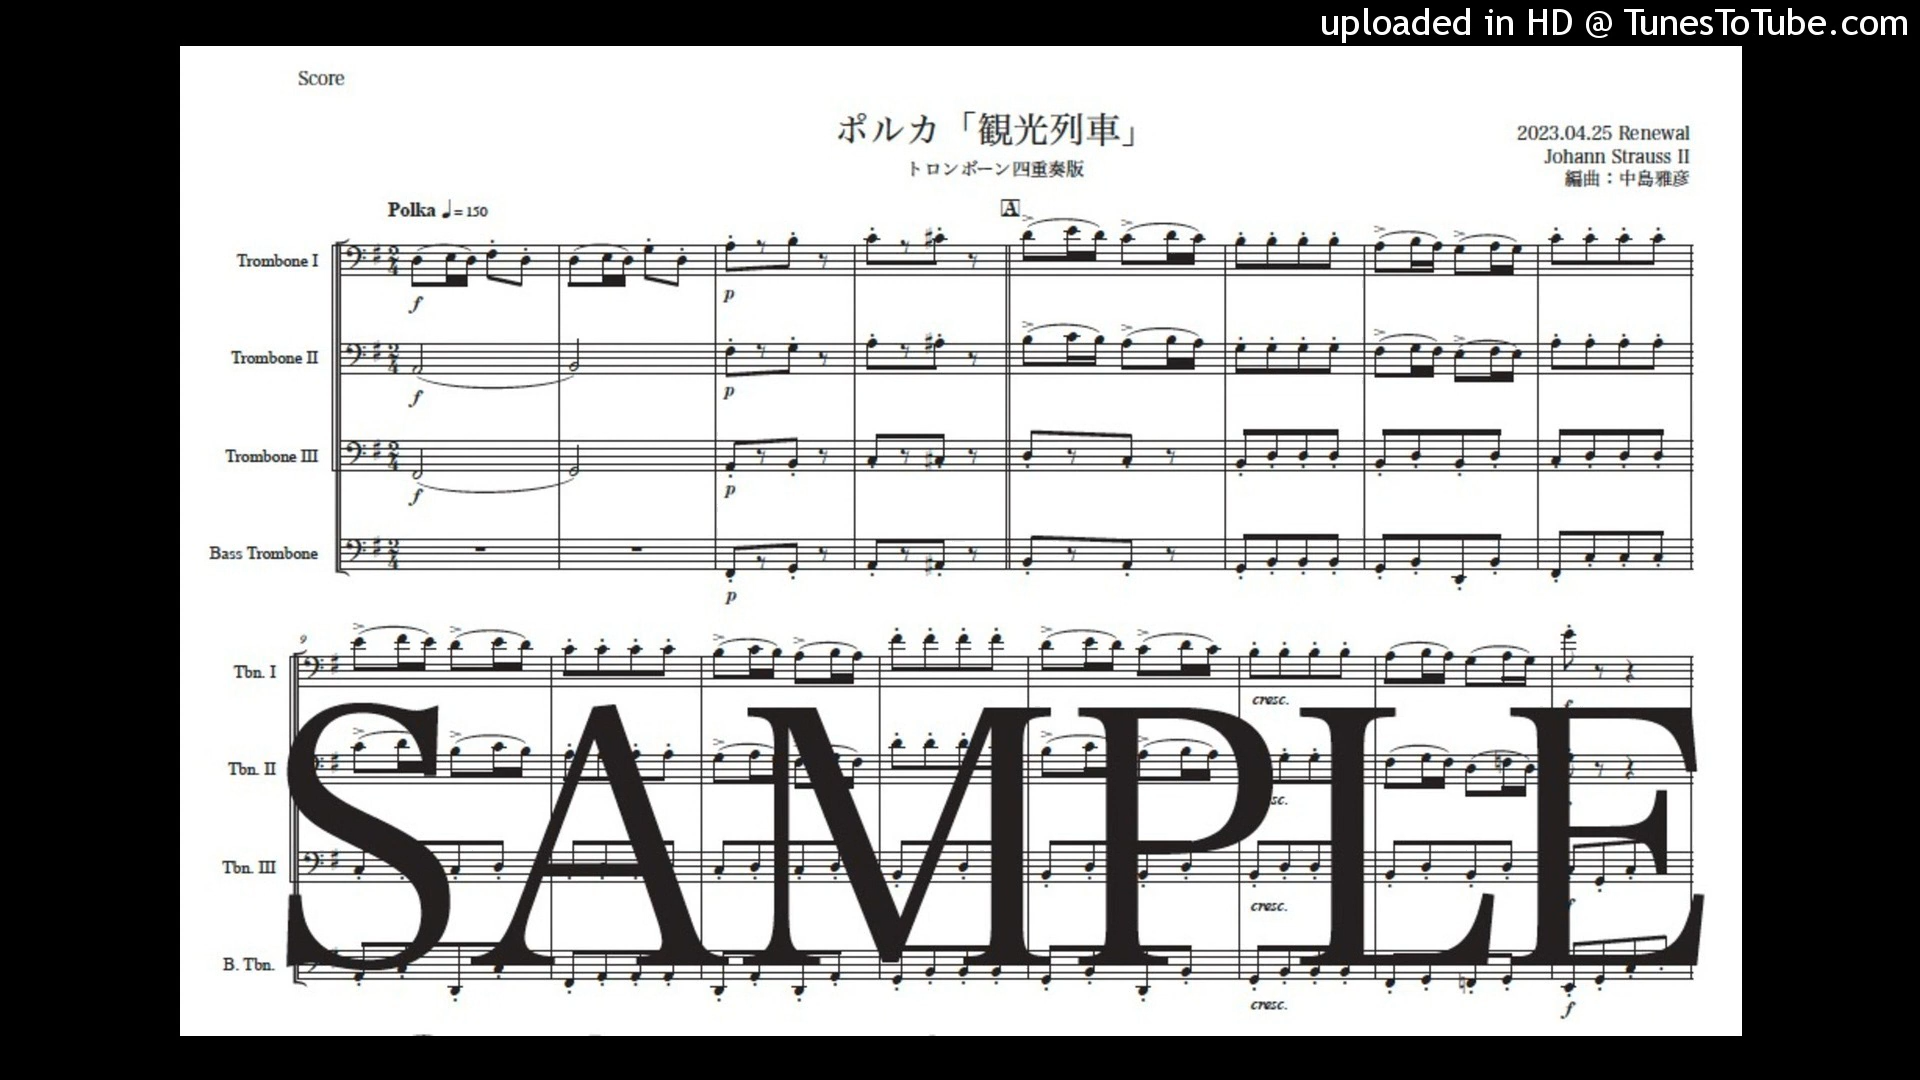 uploaded in HD @ TunesToTube.com
Score
ポルカ「観光列車」
トロンボーン四重奏版
2023.04.25 Renewal
Johann Strauss II
編曲：中島雅彦
Polka ♩= 150
A
Trombone I
f
p
Trombone II
f
p
Trombone III
f
p
Bass Trombone
p
9
Tbn. I
cresc.
f
Tbn. II
Tbn. III
cresc.
f
B. Tbn.
cresc.
f
SAMPLE